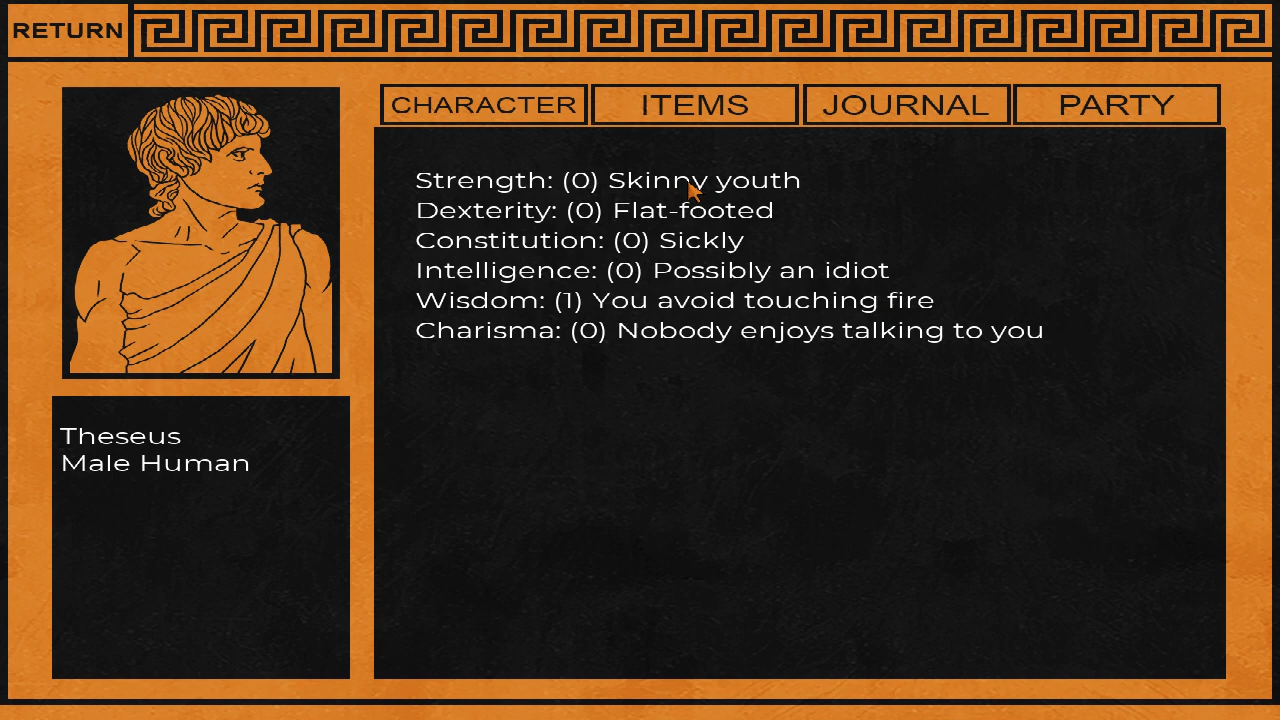 RETURN
CHARACTER
ITEMS
JOURNAL
PARTY
Strength: (0) Skinny youth
Dexterity: (0) Flat-footed
Constitution: (0) Sickly
Intelligence: (0) Possibly an idiot
Wisdom: (1) You avoid touching fire
Charisma: (0) Nobody enjoys talking to you
Theseus
Male Human